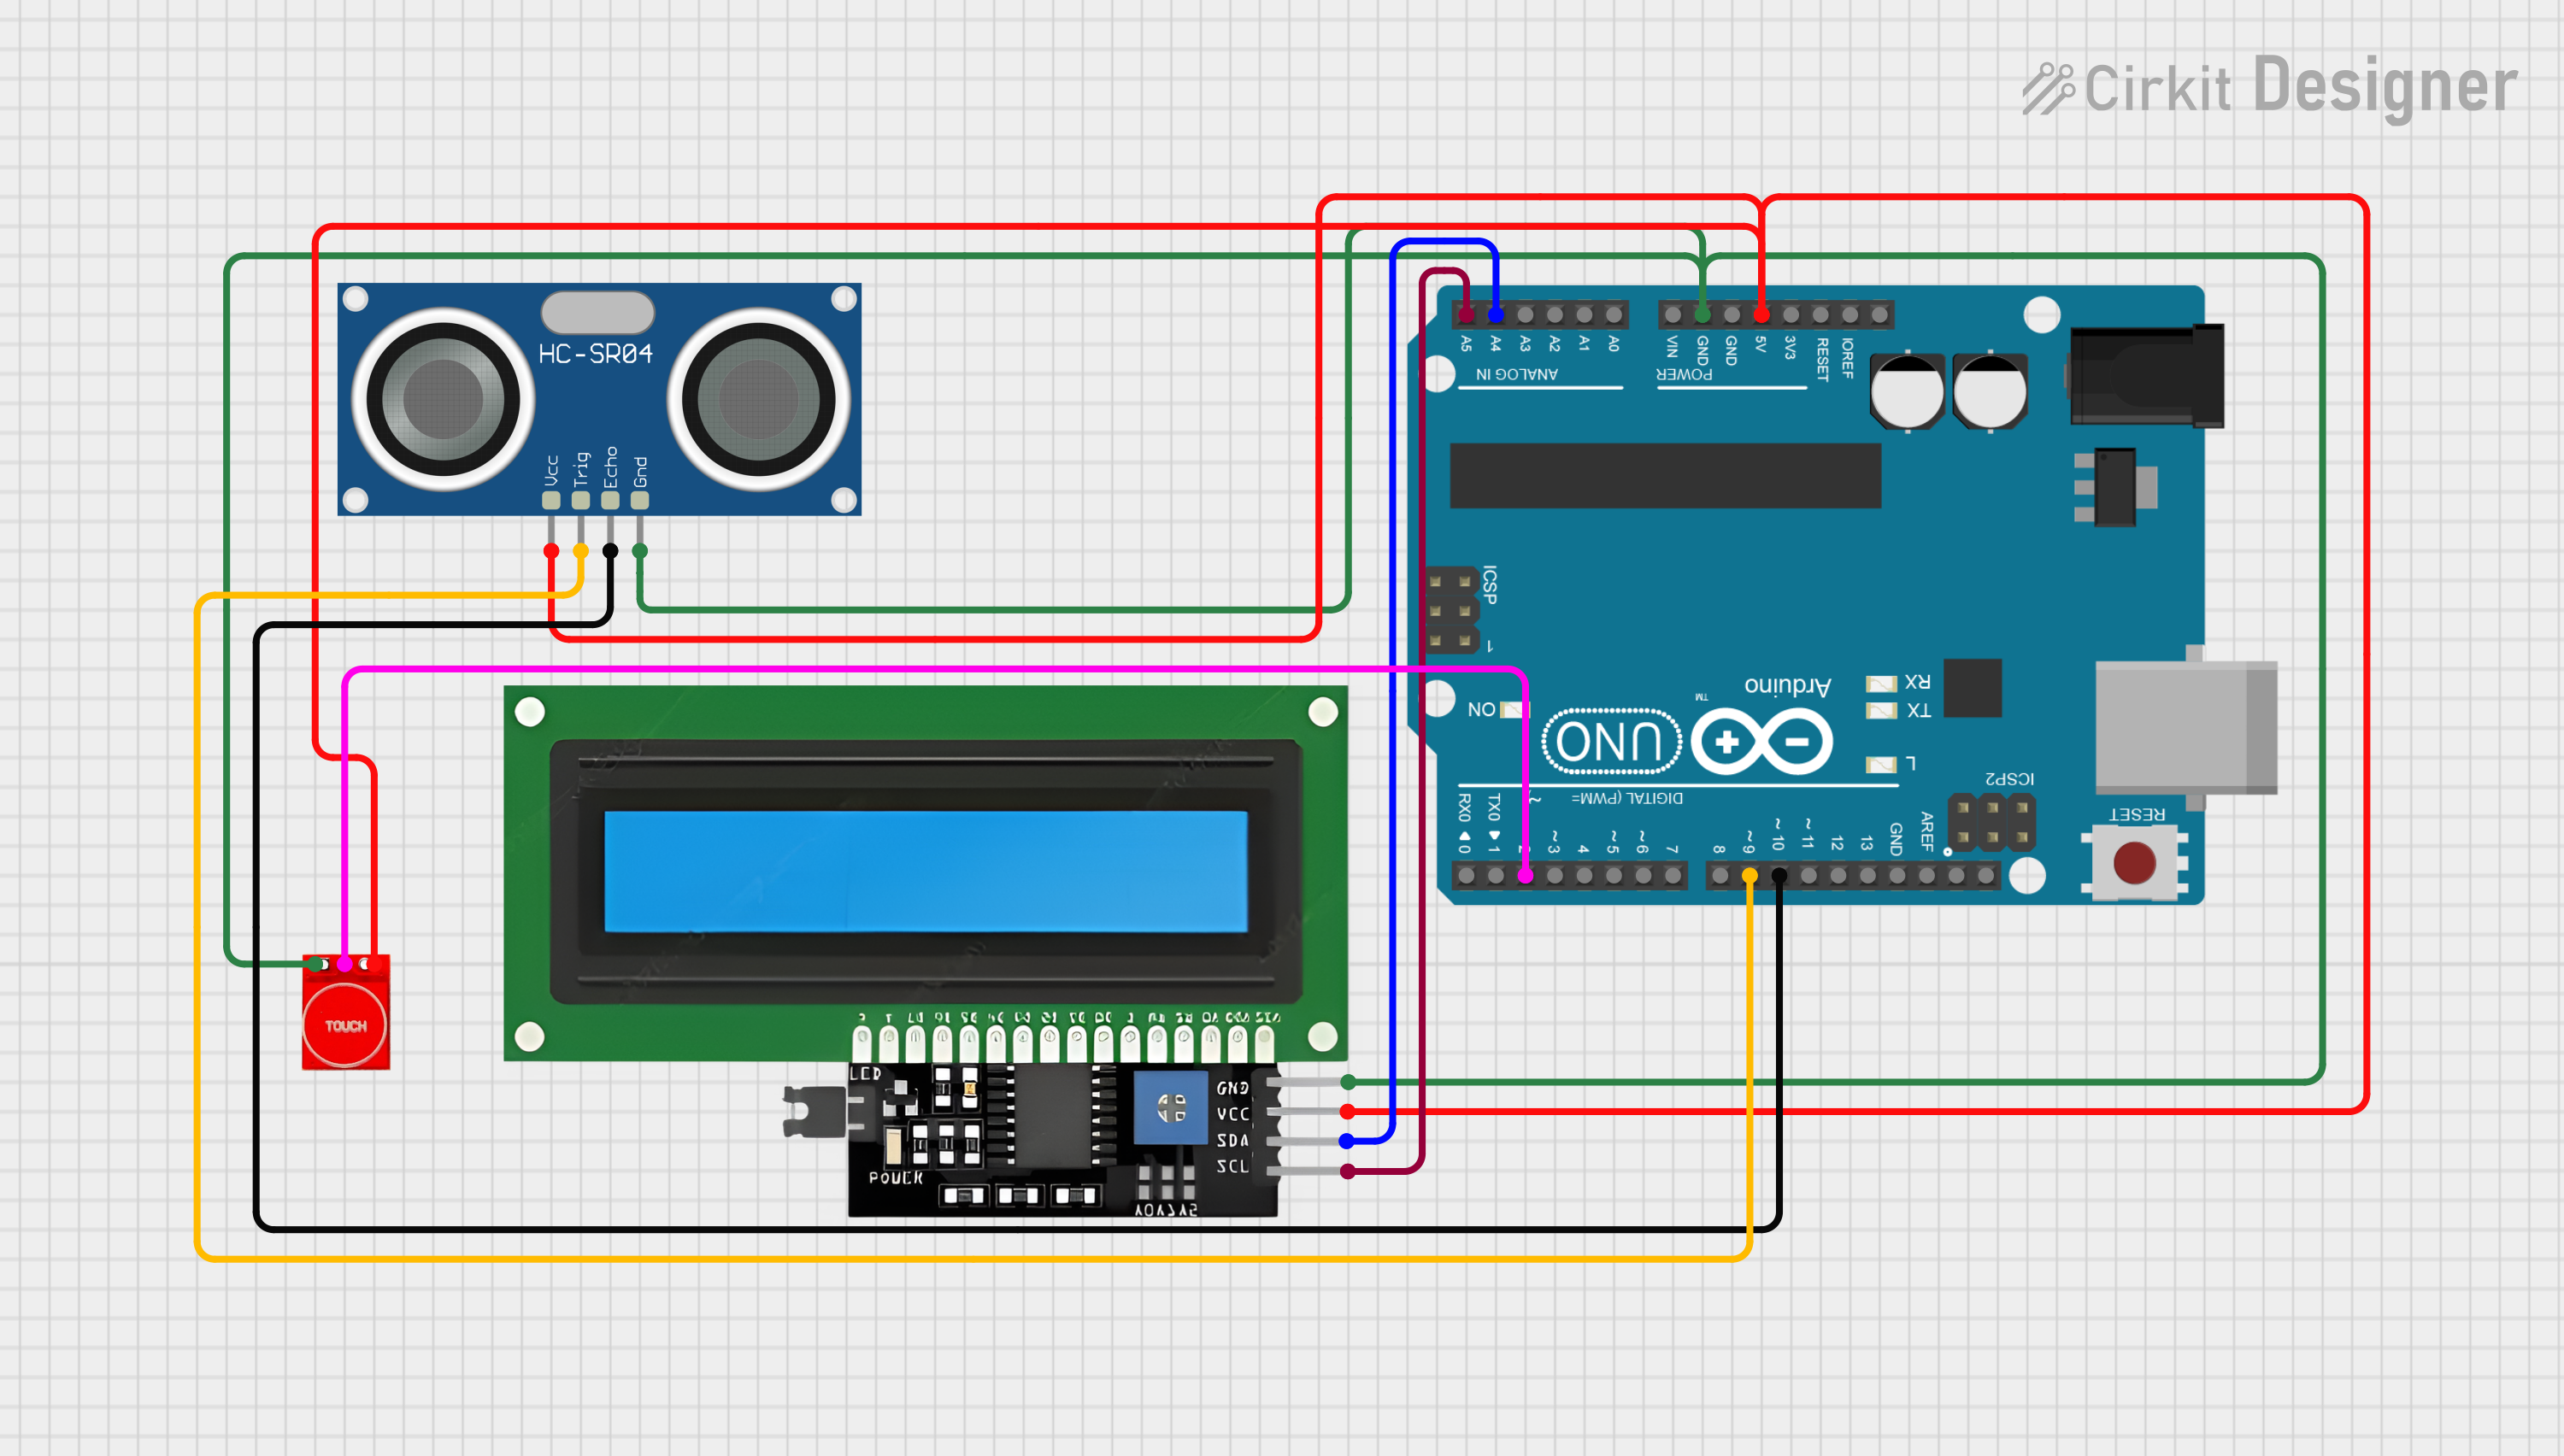 Cirkit Designer
HC-SR04
Vcc
Trig
Echo
Gnd
A5
A4
A3
A2
A1
A0
VIN
GND
GND
5V
3V3
RESET
IOREF
ANALOG IN
POWER
ICSP
1
Arduino
TM
UNO
ON
RX
TX
L
ICSP2
RESET
DIGITAL (PWM=
~
RX0 0
TX0 1
~3
4
~5
~6
7
8
~9
~10
~11
12
13
GND
AREF
TOUCH
LED
POWER
GND
VCC
SDA
SCL